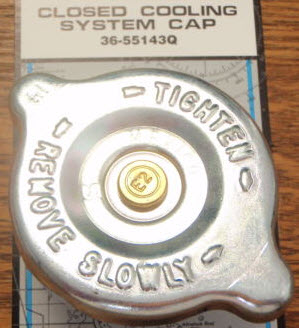 CLOSED COOLING
SYSTEM CAP
36-55143Q
TIGHTEN
REMOVE SLOWLY